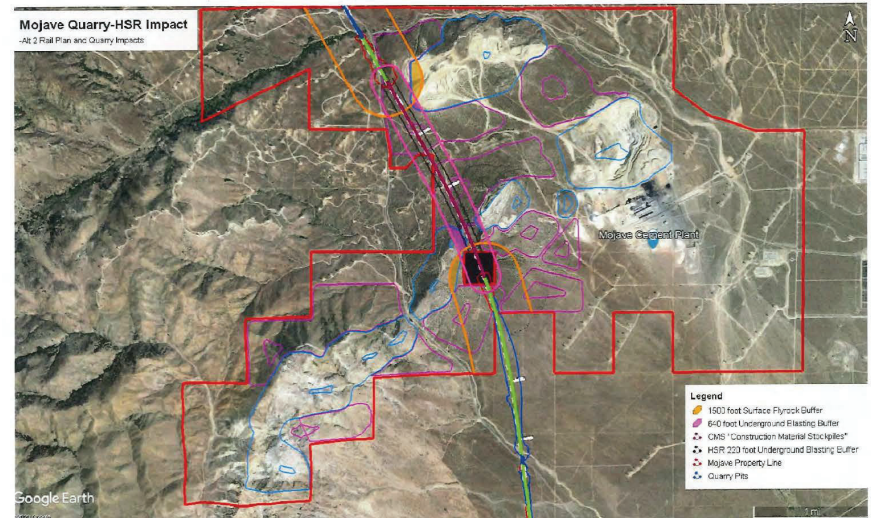 Mojave Quarry-HSR Impact
-Alt 2 Rail Plan and Quarry Impacts
N
Mojave Cement Plant
Legend
1500 foot Surface Flyrock Buffer
640 foot Underground Blasting Buffer
CMS "Construction Material Stockpiles"
HSR 220 foot Underground Blasting Buffer
Mojave Property Line
Quarry Pits
Google Earth
1 mi